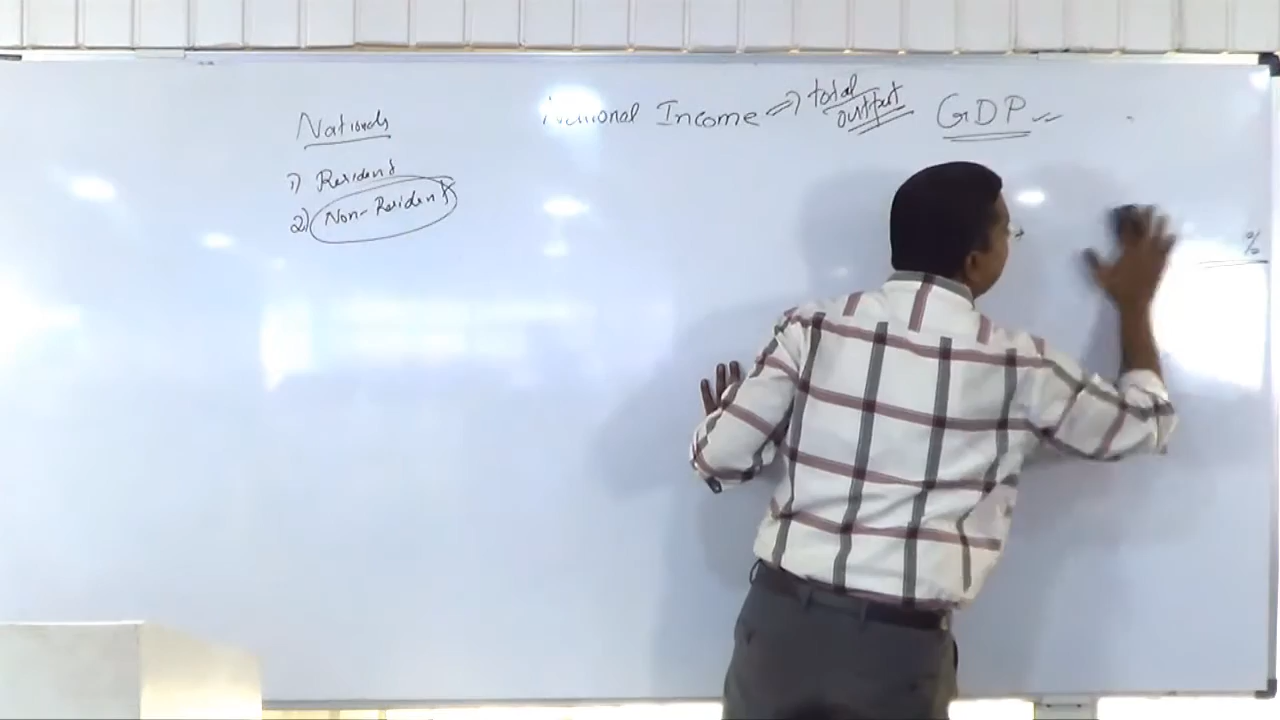 Nationals
1) Resident
2) Non-Resident
National Income => total output GDP
%